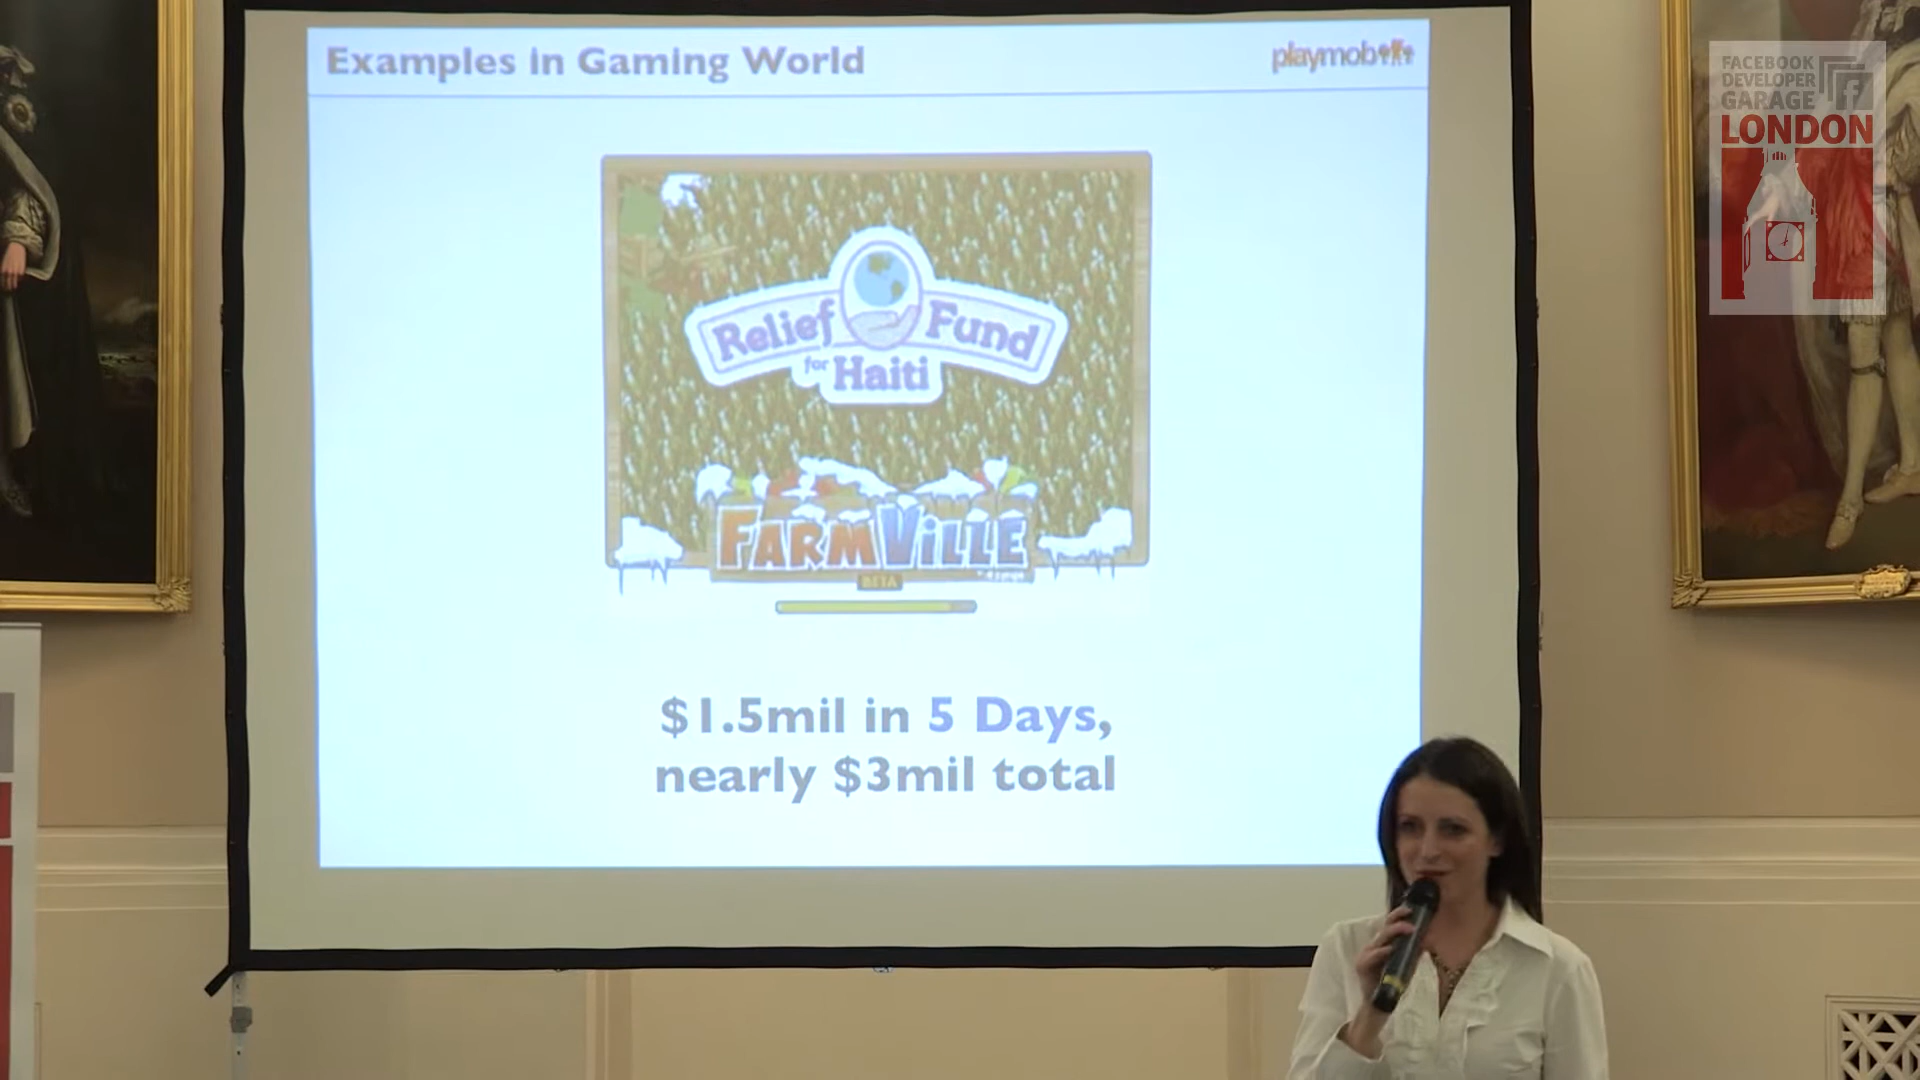 Examples in Gaming World
playmob
FACEBOOK
DEVELOPER
GARAGE
LONDON
Relief Fund
for Haiti
FARMVILLE
BETA
$1.5mil in 5 Days,
nearly $3mil total